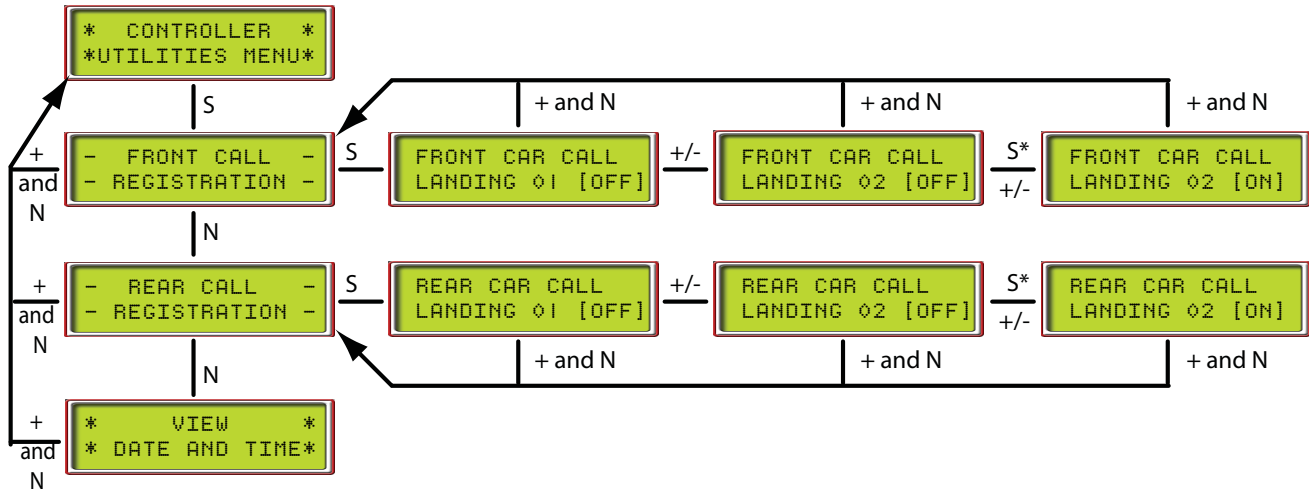 *  CONTROLLER  *
*UTILITIES MENU*
S
+ and N
+ and N
+ and N
+
and
N
-  FRONT CALL  -
- REGISTRATION -
S
FRONT CAR CALL
LANDING 01 [OFF]
+/-
FRONT CAR CALL
LANDING 02 [OFF]
S*
+/-
FRONT CAR CALL
LANDING 02 [ON]
N
+
and
N
-  REAR CALL   -
- REGISTRATION -
S
REAR CAR CALL
LANDING 01 [OFF]
+/-
REAR CAR CALL
LANDING 02 [OFF]
S*
+/-
REAR CAR CALL
LANDING 02 [ON]
N
+ and N
+ and N
+ and N
+
and
N
*     VIEW     *
* DATE AND TIME*